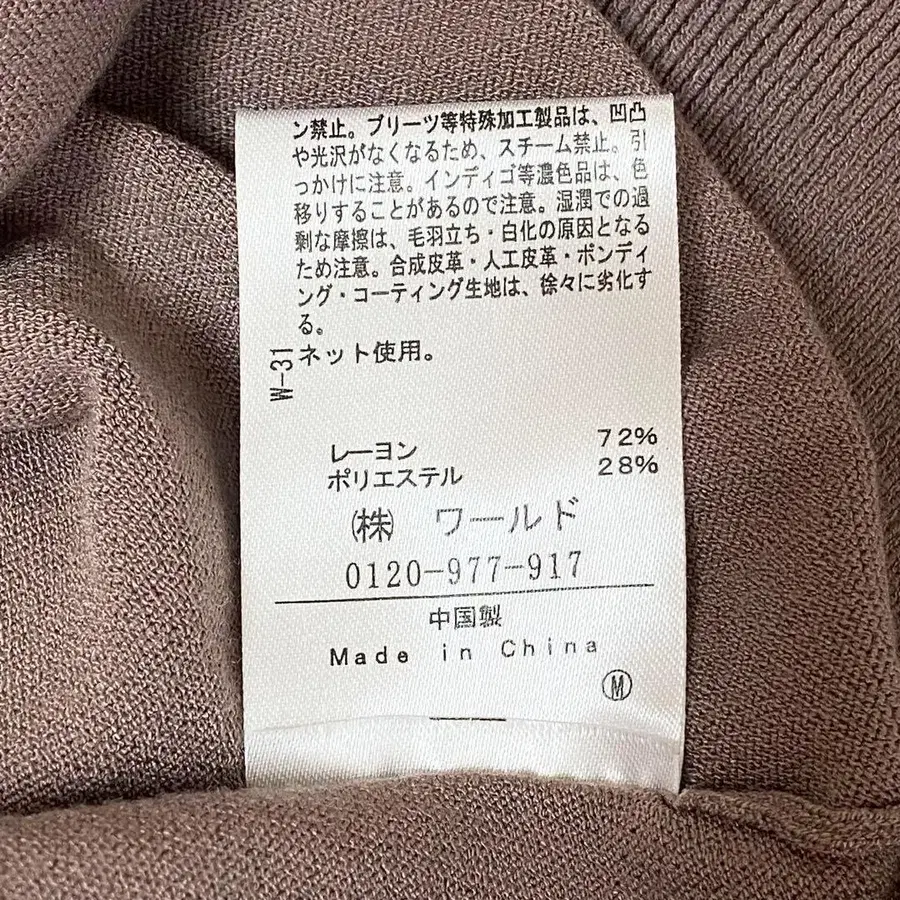 ン禁止。プリーツ等特殊加工製品は、凹凸
や光沢がなくなるため、スチーム禁止。引
っかけに注意。インディゴ等濃色品は、色
移りすることがあるので注意。湿潤での過
剰な摩擦は、毛羽立ち・白化の原因となる
ため注意。合成皮革・人工皮革・ボンディ
ング・コーティング生地は、徐々に劣化す
る。
ネット使用。
W-31
レーヨン 72%
ポリエステル 28%
(株) ワールド
0120-977-917
中国製
Made in China
Ⓜ